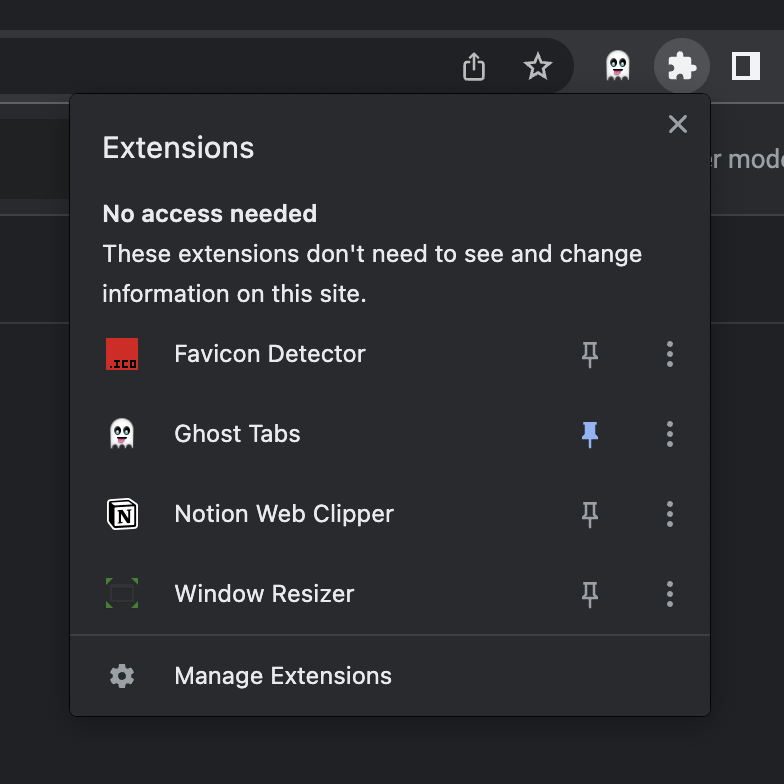 er mod
Extensions
No access needed
These extensions don't need to see and change
information on this site.
.ICO
Favicon Detector
Ghost Tabs
N
Notion Web Clipper
Window Resizer
Manage Extensions